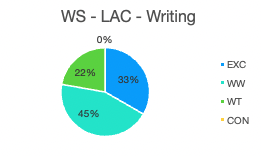 WS - LAC - Writing
0%
33%
22%
45%
EXC
WW
WT
CON